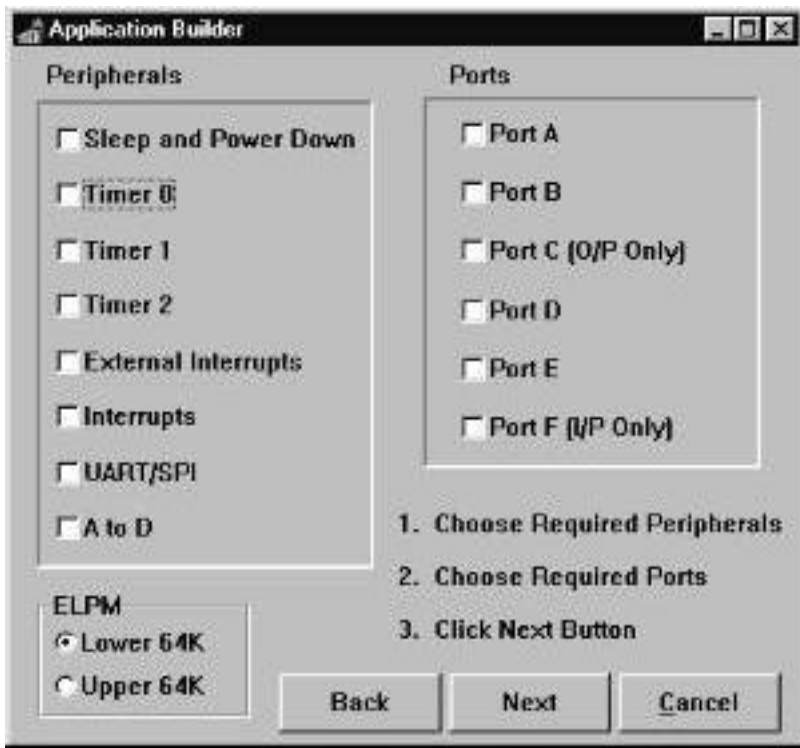 Application Builder
Peripherals
Sleep and Power Down
Timer 0
Timer 1
Timer 2
External Interrupts
Interrupts
UART/SPI
A to D
Ports
Port A
Port B
Port C (O/P Only)
Port D
Port E
Port F (I/P Only)
1. Choose Required Peripherals
2. Choose Required Ports
3. Click Next Button
ELPM
Lower 64K
Upper 64K
Back
Next
Cancel